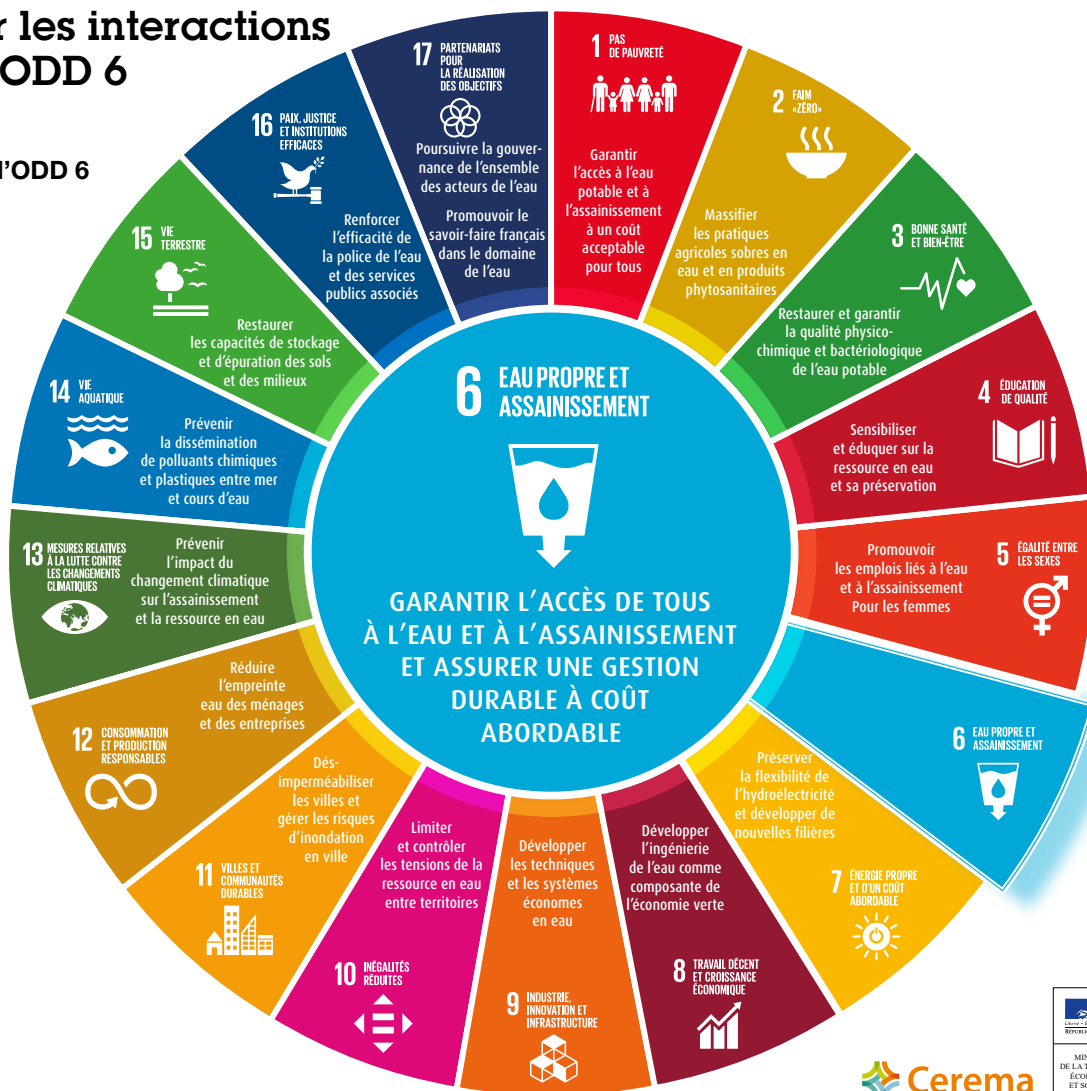 r les interactions
ODD 6
l'ODD 6
1 PAS
DE PAUVRETÉ
Garantir
l'accès à l'eau
potable et à
l'assainissement
à un coût
acceptable
pour tous
2 FAIM
«ZÉRO»
Massifier
les pratiques
agricoles sobres en
eau et en produits
phytosanitaires
3 BONNE SANTÉ
ET BIEN-ÊTRE
Restaurer et garantir
la qualité physico-
chimique et bactériologique
de l'eau potable
4 ÉDUCATION
DE QUALITÉ
Sensibiliser
et éduquer sur la
ressource en eau
et sa préservation
5 ÉGALITÉ ENTRE
LES SEXES
Promouvoir
les emplois liés à l'eau
et à l'assainissement
Pour les femmes
6 EAU PROPRE ET
ASSAINISSEMENT
7 ÉNERGIE PROPRE
ET D'UN COÛT
ABORDABLE
Préserver
la flexibilité de
l'hydroélectricité
et développer de
nouvelles filières
8 TRAVAIL DÉCENT
ET CROISSANCE
ÉCONOMIQUE
Développer
l'ingénierie
de l'eau comme
composante de
l'économie verte
9 INDUSTRIE,
INNOVATION ET
INFRASTRUCTURE
Développer
les techniques
et les systèmes
économes
en eau
10 INÉGALITÉS
RÉDUITES
Limiter
et contrôler
les tensions de la
ressource en eau
entre territoires
11 VILLES ET
COMMUNAUTÉS
DURABLES
Dés-
imperméabiliser
les villes et
gérer les risques
d'inondation
en ville
12 CONSOMMATION
ET PRODUCTION
RESPONSABLES
Réduire
l'empreinte
eau des ménages
et des entreprises
13 MESURES RELATIVES
À LA LUTTE CONTRE
LES CHANGEMENTS
CLIMATIQUES
Prévenir
l'impact du
changement climatique
sur l'assainissement
et la ressource en eau
14 VIE
AQUATIQUE
Prévenir
la dissémination
de polluants chimiques
et plastiques entre mer
et cours d'eau
15 VIE
TERRESTRE
Restaurer
les capacités de stockage
et d'épuration des sols
et des milieux
16 PAIX, JUSTICE
ET INSTITUTIONS
EFFICACES
Renforcer
l'efficacité de
la police de l'eau
et des services
publics associés
17 PARTENARIATS
POUR
LA RÉALISATION
DES OBJECTIFS
Poursuivre la gouver-
nance de l'ensemble
des acteurs de l'eau
Promouvoir le
savoir-faire français
dans le domaine
de l'eau
6 EAU PROPRE ET
ASSAINISSEMENT
GARANTIR L'ACCÈS DE TOUS
À L'EAU ET À L'ASSAINISSEMENT
ET ASSURER UNE GESTION
DURABLE À COÛT
ABORDABLE
Cerema
MIN
DE LA T
ÉCO
ET SO